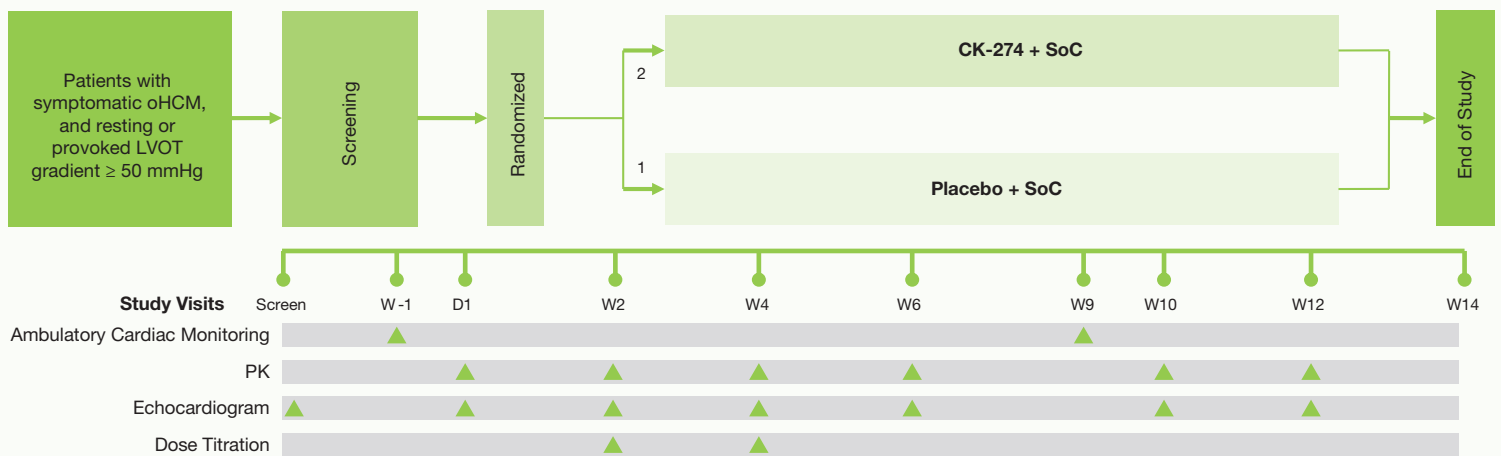 Patients with
symptomatic oHCM,
and resting or
provoked LVOT
gradient ≥ 50 mmHg
Screening
Randomized
2
CK-274 + SoC
1
Placebo + SoC
End of Study
Study Visits Screen W -1 D1 W2 W4 W6 W9 W10 W12 W14
Ambulatory Cardiac Monitoring
PK
Echocardiogram
Dose Titration